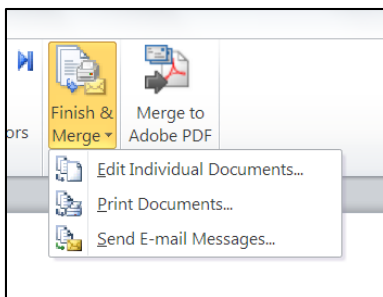 Finish &
Merge
Merge to
Adobe PDF
ors
Edit Individual Documents...
Print Documents...
Send E-mail Messages...